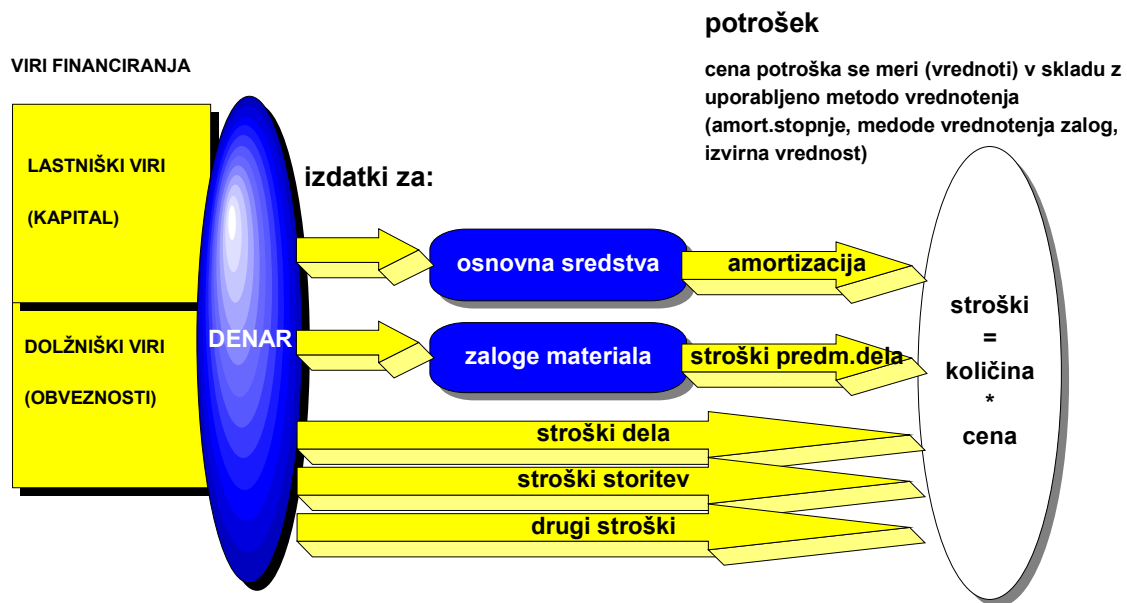 potrošek
cena potroška se meri (vrednoti) v skladu z
uporabljeno metodo vrednotenja
(amort.stopnje, medode vrednotenja zalog,
izvirna vrednost)
VIRI FINANCIRANJA
LASTNIŠKI VIRI
(KAPITAL)
DOLŽNIŠKI VIRI
(OBVEZNOSTI)
DENAR
izdatki za:
osnovna sredstva
amortizacija
zaloge materiala
stroški predm.dela
stroški dela
stroški storitev
drugi stroški
stroški
=
količina
*
cena